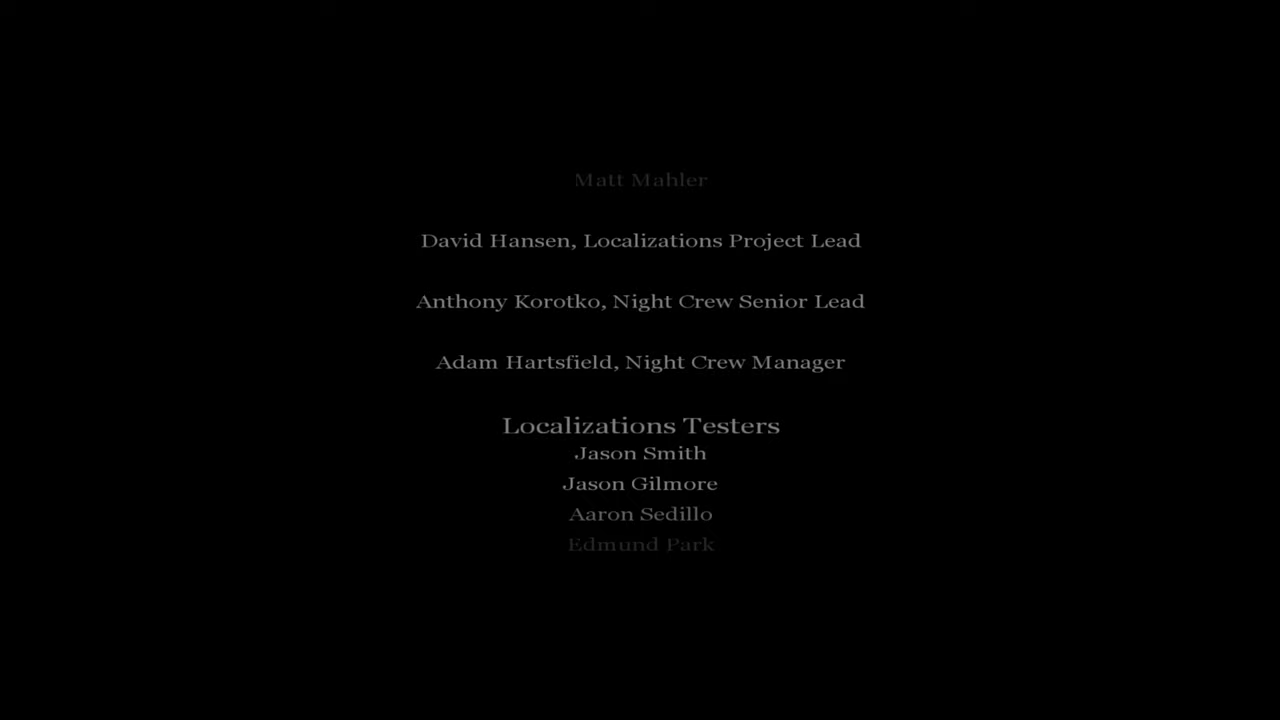 Matt Mahler
David Hansen, Localizations Project Lead
Anthony Korotko, Night Crew Senior Lead
Adam Hartsfield, Night Crew Manager
Localizations Testers
Jason Smith
Jason Gilmore
Aaron Sedillo
Edmund Park